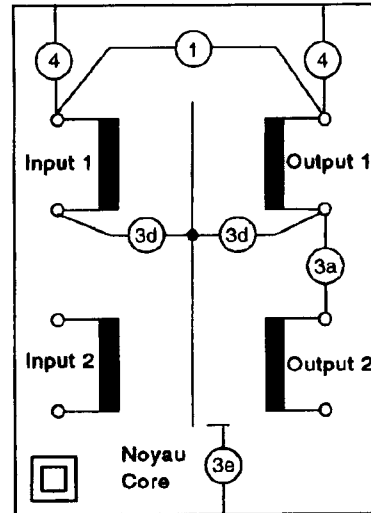 4 1 4
Input 1 Output 1
3d 3d
3a
Input 2 Output 2
Noyau
Core 3e